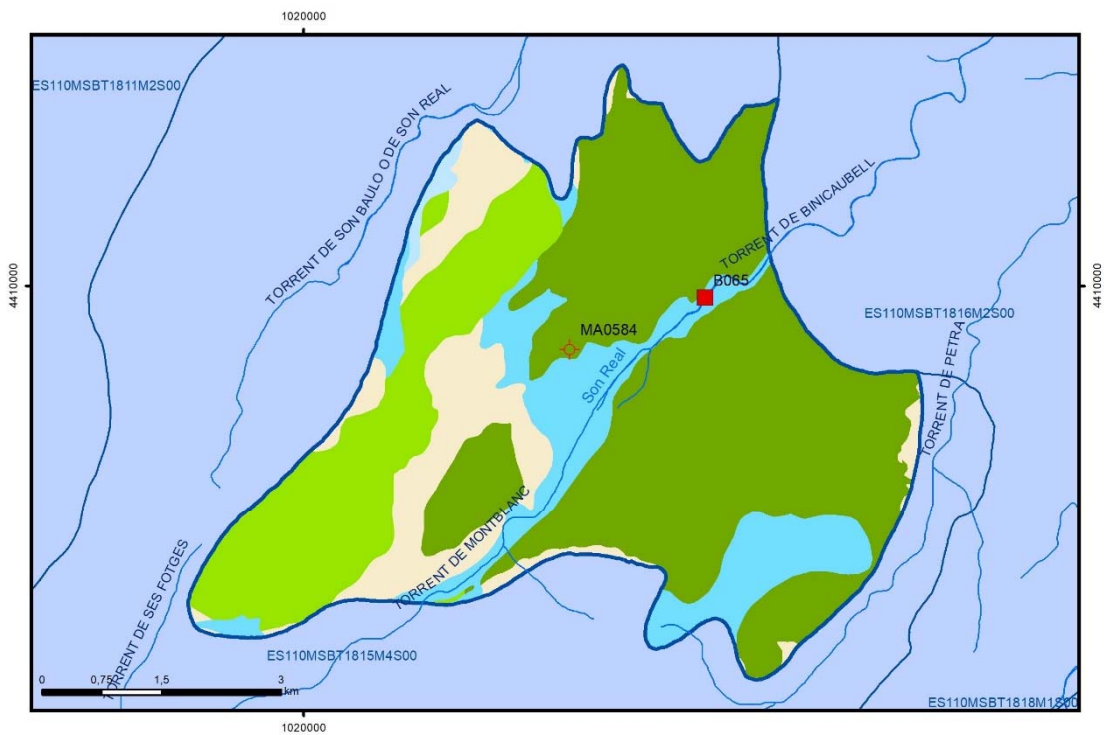 1020000
ES110MSBT1811M2S00
TORRENT DE SON BAULO O DE SON REAL
TORRENT DE BINICAUBELL
4410000
4410000
B065
ES110MSBT1816M2S00
MA0584
Son Real
TORRENT DE PETRA
TORRENT DE MONTBLANC
TORRENT DE SES FOTGES
ES110MSBT1815M4S00
0 0,75 1,5 3
km
ES110MSBT1818M1S00
1020000